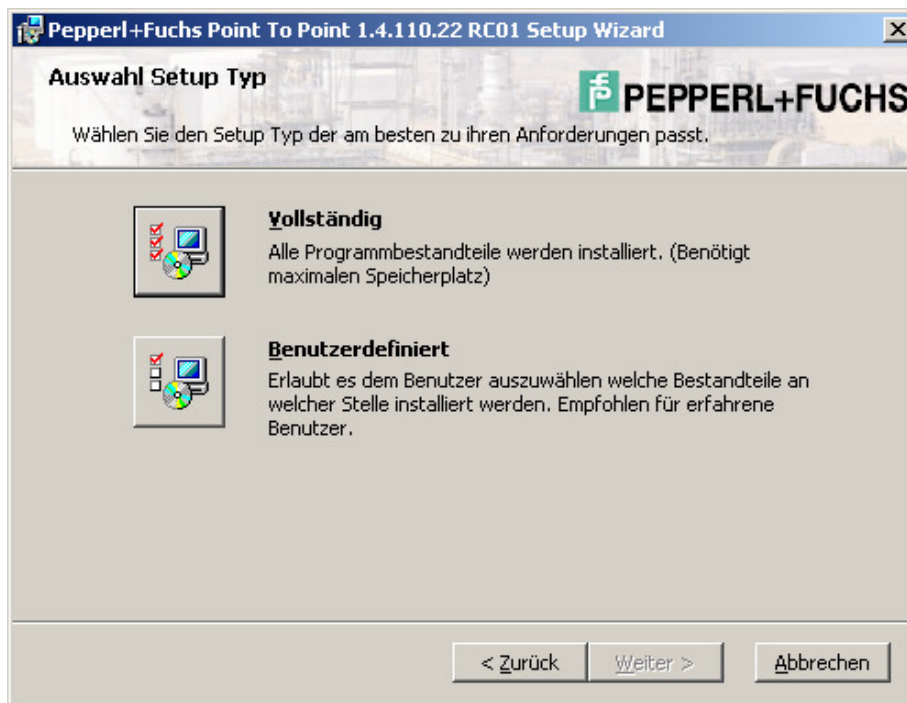 Pepperl+Fuchs Point To Point 1.4.110.22 RC01 Setup Wizard
Auswahl Setup Typ
PEPPERL+FUCHS
Wählen Sie den Setup Typ der am besten zu ihren Anforderungen passt.
Vollständig
Alle Programmbestandteile werden installiert. (Benötigt
maximalen Speicherplatz)
Benutzerdefiniert
Erlaubt es dem Benutzer auszuwählen welche Bestandteile an
welcher Stelle installiert werden. Empfohlen für erfahrene
Benutzer.
< Zurück
Weiter >
Abbrechen